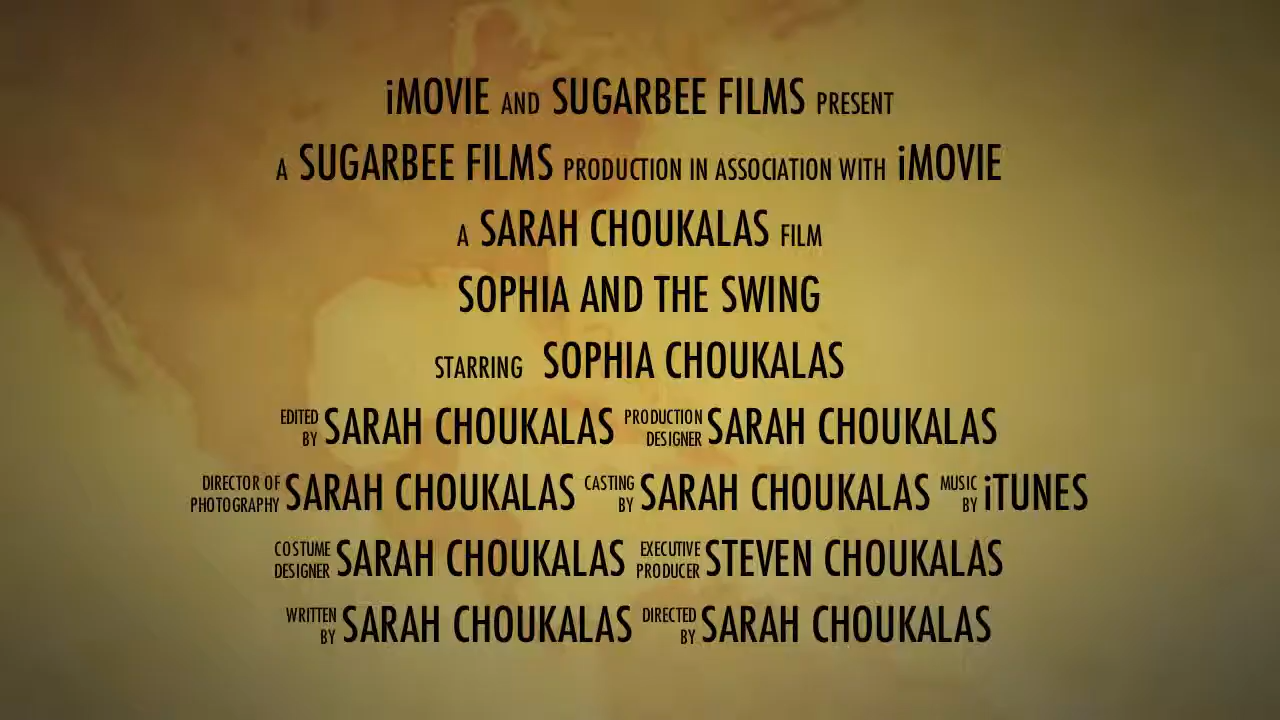 iMOVIE AND SUGARBEE FILMS PRESENT
A SUGARBEE FILMS PRODUCTION IN ASSOCIATION WITH iMOVIE
A SARAH CHOUKALAS FILM
SOPHIA AND THE SWING
STARRING SOPHIA CHOUKALAS
EDITED BY SARAH CHOUKALAS PRODUCTION DESIGNER SARAH CHOUKALAS
DIRECTOR OF PHOTOGRAPHY SARAH CHOUKALAS CASTING BY SARAH CHOUKALAS MUSIC BY iTUNES
COSTUME DESIGNER SARAH CHOUKALAS EXECUTIVE PRODUCER STEVEN CHOUKALAS
WRITTEN BY SARAH CHOUKALAS DIRECTED BY SARAH CHOUKALAS